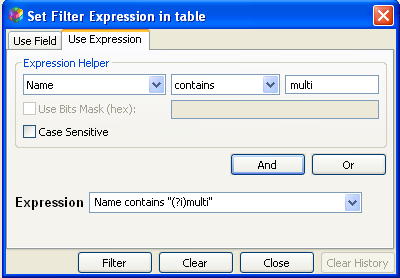 Set Filter Expression in table
Use Field Use Expression
Expression Helper
Name contains multi
Use Bits Mask (hex):
Case Sensitive
And Or
Expression Name contains "(?i)multi"
Filter Clear Close Clear History